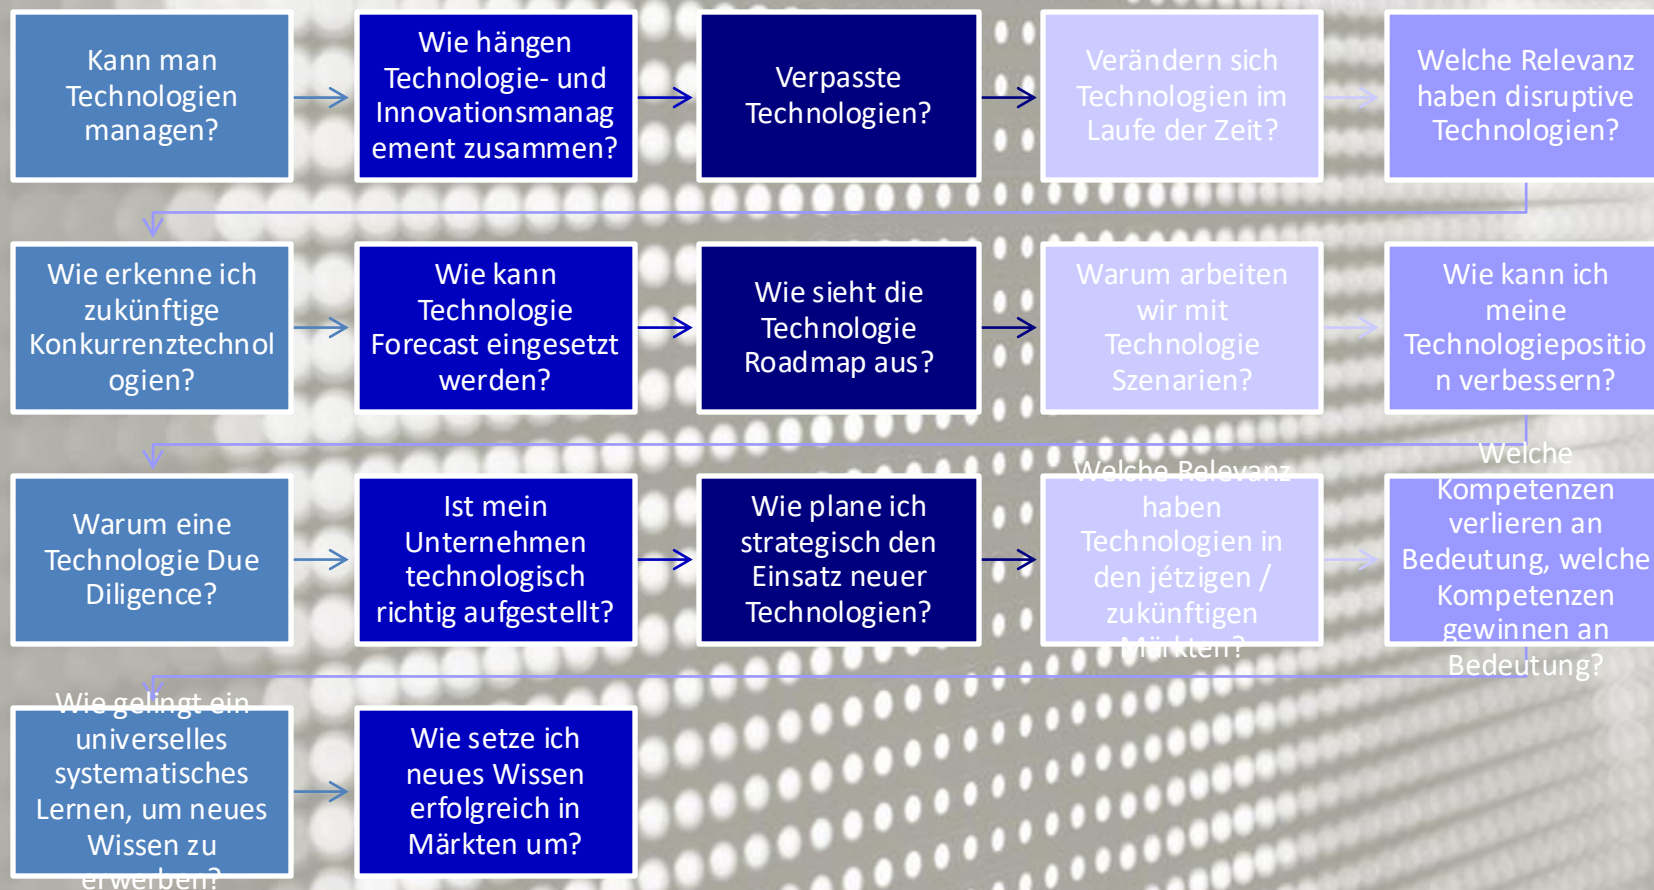 Kann man
Technologien
managen?
Wie hängen
Technologie- und
Innovationsmanag
ement zusammen?
Verpasste
Technologien?
Verändern sich
Technologien im
Laufe der Zeit?
Welche Relevanz
haben disruptive
Technologien?
Wie erkenne ich
zukünftige
Konkurrenztechnol
ogien?
Wie kann
Technologie
Forecast eingesetzt
werden?
Wie sieht die
Technologie
Roadmap aus?
Warum arbeiten
wir mit
Technologie
Szenarien?
Wie kann ich
meine
Technologiepositio
n verbessern?
Warum eine
Technologie Due
Diligence?
Ist mein
Unternehmen
technologisch
richtig aufgestellt?
Wie plane ich
strategisch den
Einsatz neuer
Technologien?
Welche Relevanz
haben
Technologien in
den jétzigen /
zukünftigen
Märkten?
Welche
Kompetenzen
verlieren an
Bedeutung, welche
Kompetenzen
gewinnen an
Bedeutung?
Wie gelingt ein
universelles
systematisches
Lernen, um neues
Wissen zu
erwerben?
Wie setze ich
neues Wissen
erfolgreich in
Märkten um?